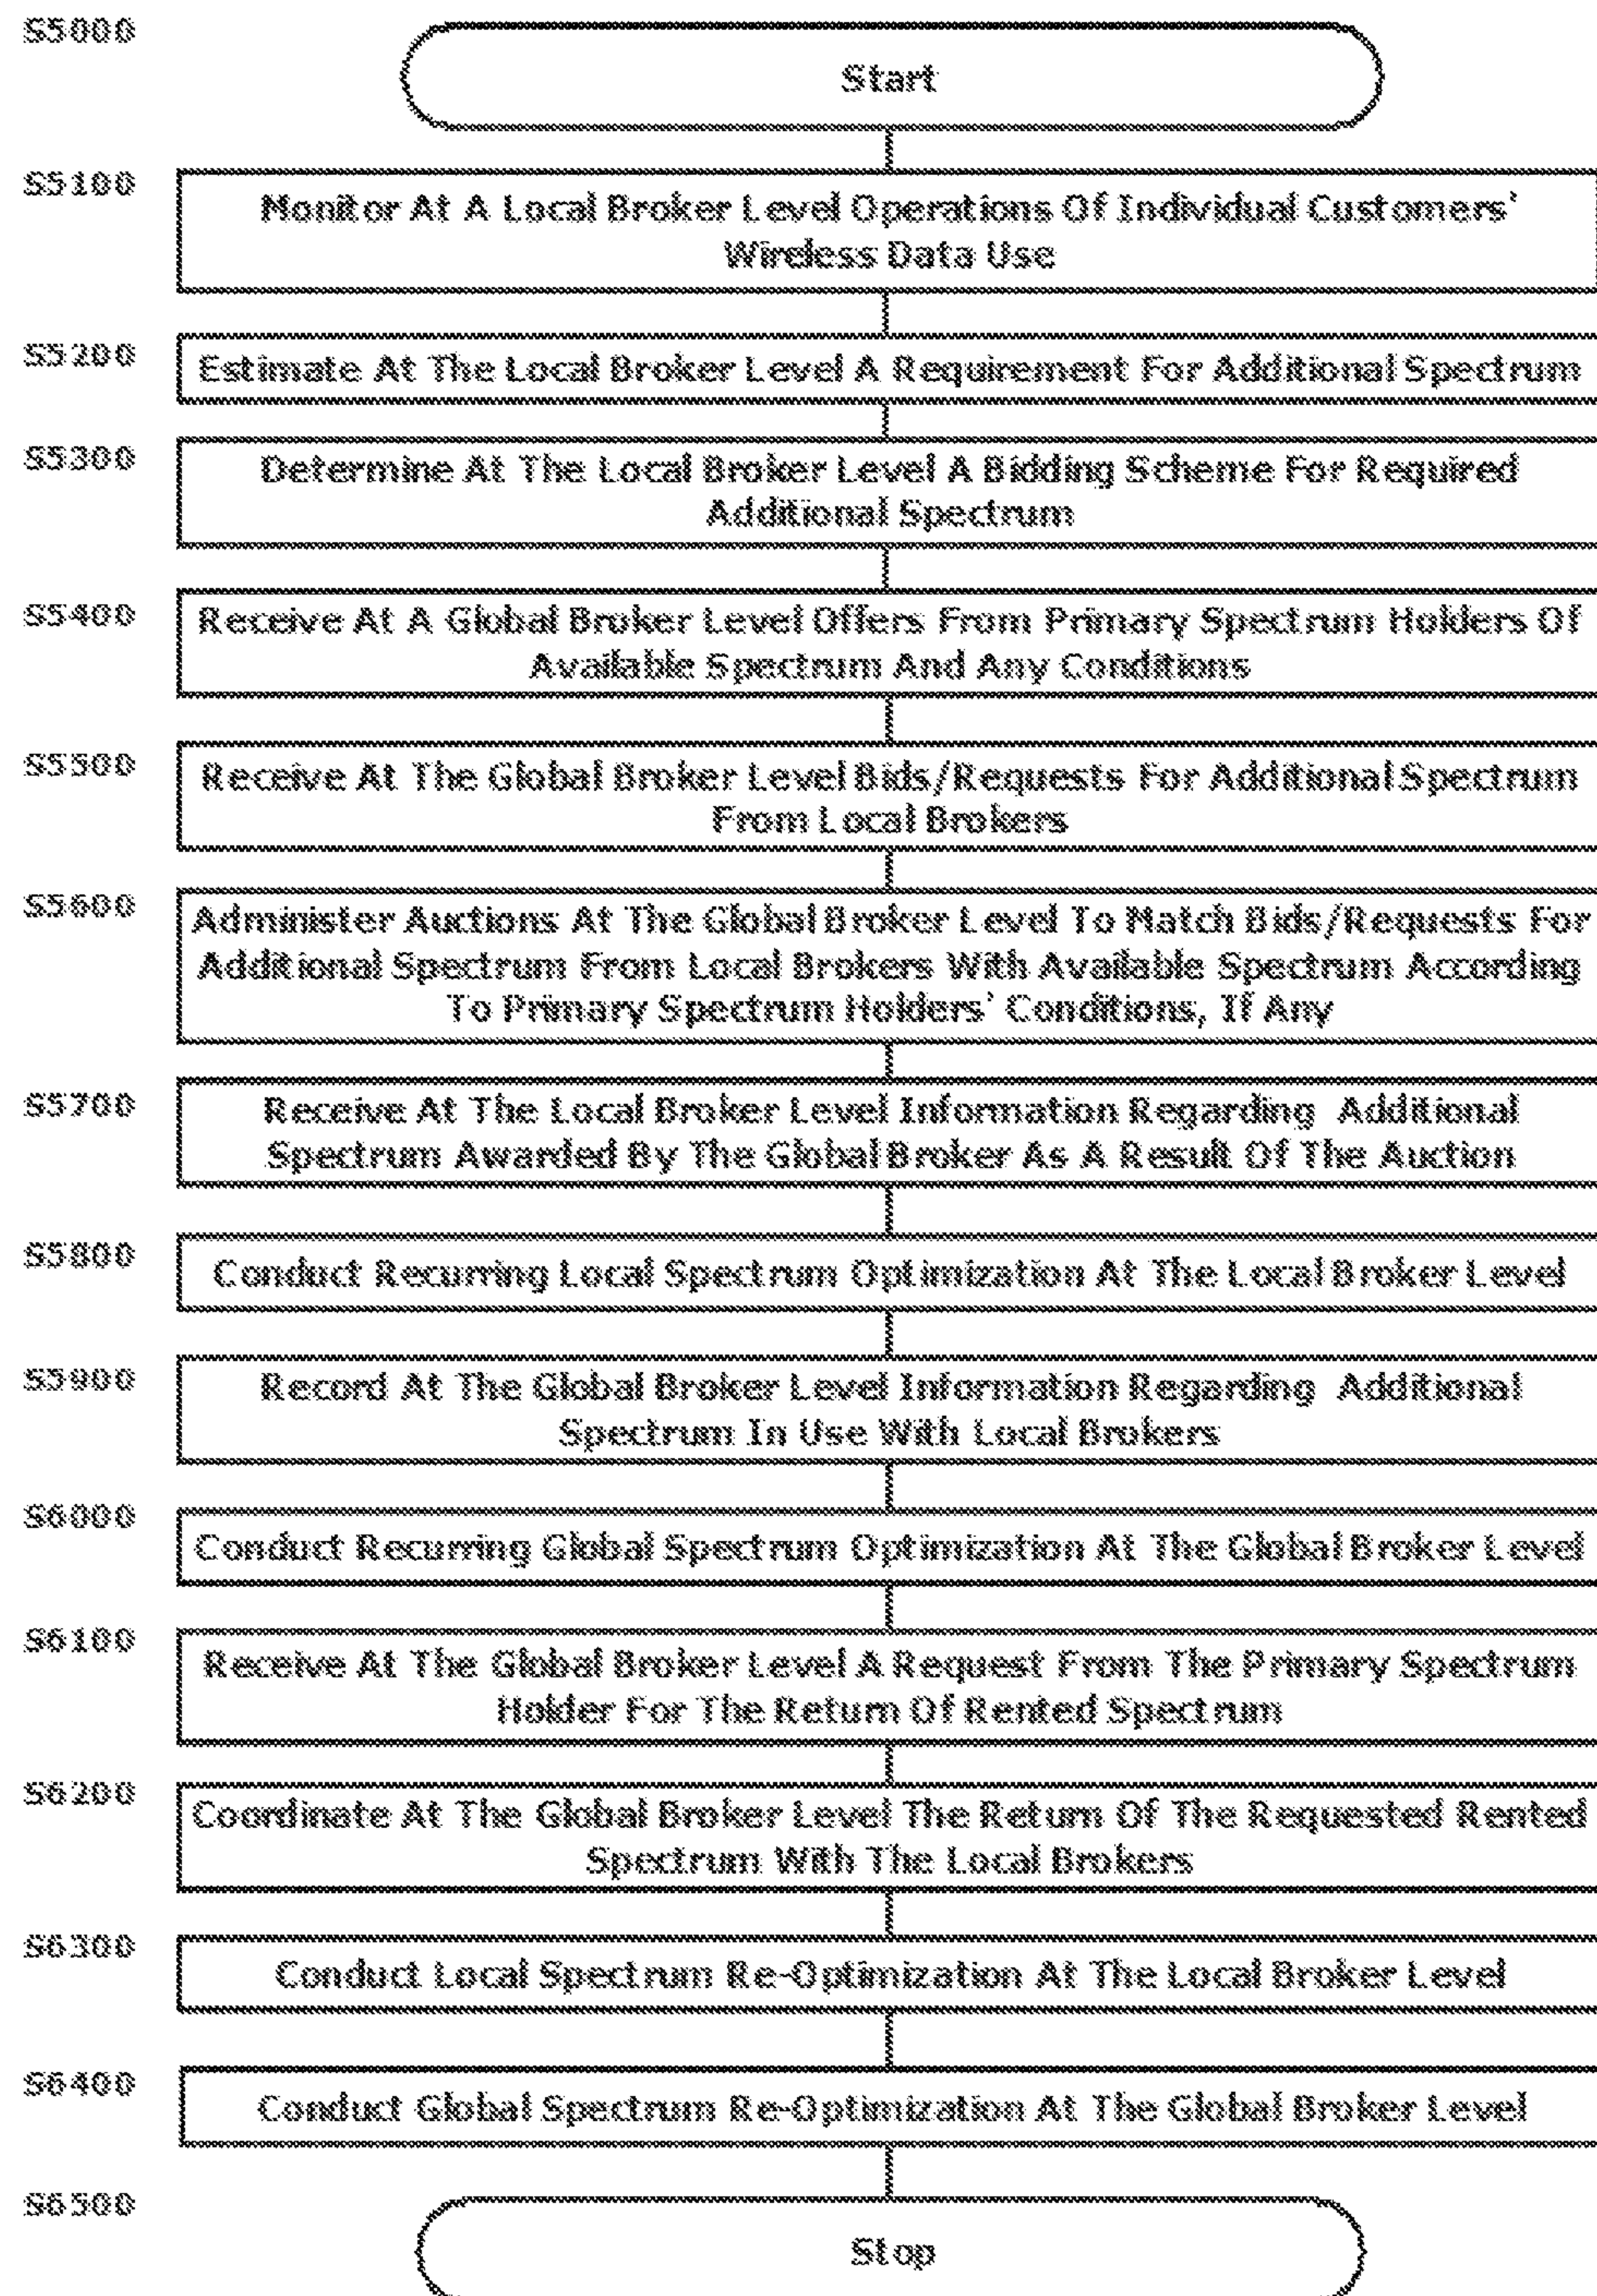 S5000
Start
S5100
Monitor At A Local Broker Level Operations Of Individual Customers'
Wireless Data Use
S5200
Estimate At The Local Broker Level A Requirement For Additional Spectrum
S5300
Determine At The Local Broker Level A Bidding Scheme For Required
Additional Spectrum
S5400
Receive At A Global Broker Level Offers From Primary Spectrum Holders Of
Available Spectrum And Any Conditions
S5500
Receive At The Global Broker Level Bids/Requests For Additional Spectrum
From Local Brokers
S5600
Administer Auctions At The Global Broker Level To Match Bids/Requests For
Additional Spectrum From Local Brokers With Available Spectrum According
To Primary Spectrum Holders' Conditions, If Any
S5700
Receive At The Local Broker Level Information Regarding Additional
Spectrum Awarded By The Global Broker As A Result Of The Auction
S5800
Conduct Recurring Local Spectrum Optimization At The Local Broker Level
S5900
Record At The Global Broker Level Information Regarding Additional
Spectrum In Use With Local Brokers
S6000
Conduct Recurring Global Spectrum Optimization At The Global Broker Level
S6100
Receive At The Global Broker Level A Request From The Primary Spectrum
Holder For The Return Of Rented Spectrum
S6200
Coordinate At The Global Broker Level The Return Of The Requested Rented
Spectrum With The Local Brokers
S6300
Conduct Local Spectrum Re-Optimization At The Local Broker Level
S6400
Conduct Global Spectrum Re-Optimization At The Global Broker Level
S6500
Stop